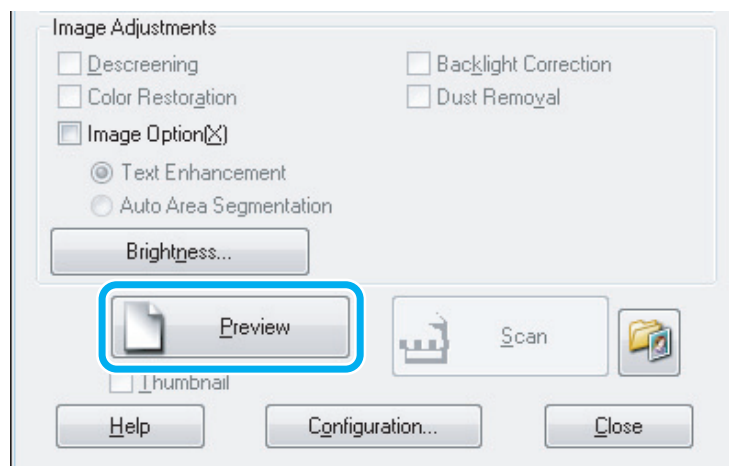 Image Adjustments
Descreening Backlight Correction
Color Restoration Dust Removal
Image Option(X)
Text Enhancement
Auto Area Segmentation
Brightness...
Preview Scan
Thumbnail
Help Configuration... Close